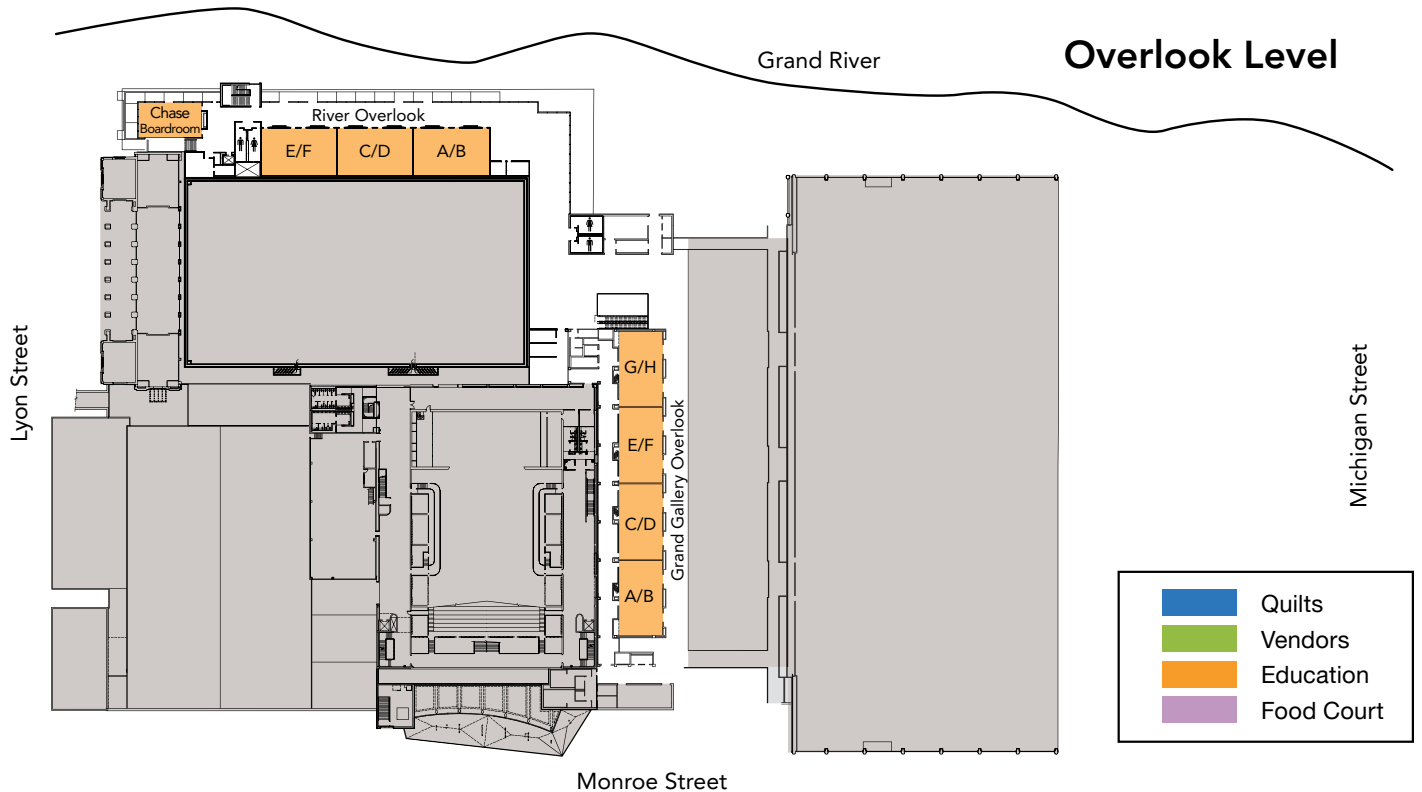 Overlook Level
Grand River
Chase
Boardroom
River Overlook
E/F
C/D
A/B
Lyon Street
G/H
E/F
C/D
A/B
Grand Gallery Overlook
Michigan Street
Quilts
Vendors
Education
Food Court
Monroe Street